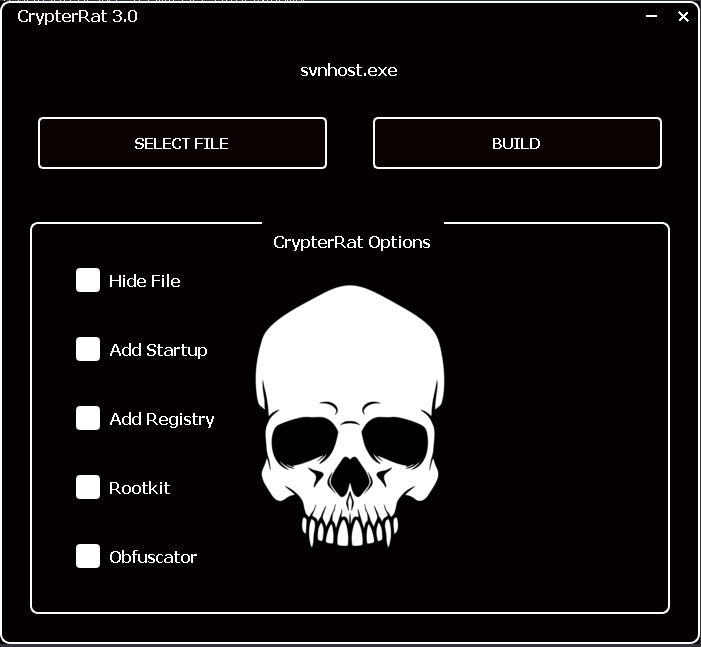 CrypterRat 3.0
svnhost.exe
SELECT FILE
BUILD
CrypterRat Options
Hide File
Add Startup
Add Registry
Rootkit
Obfuscator